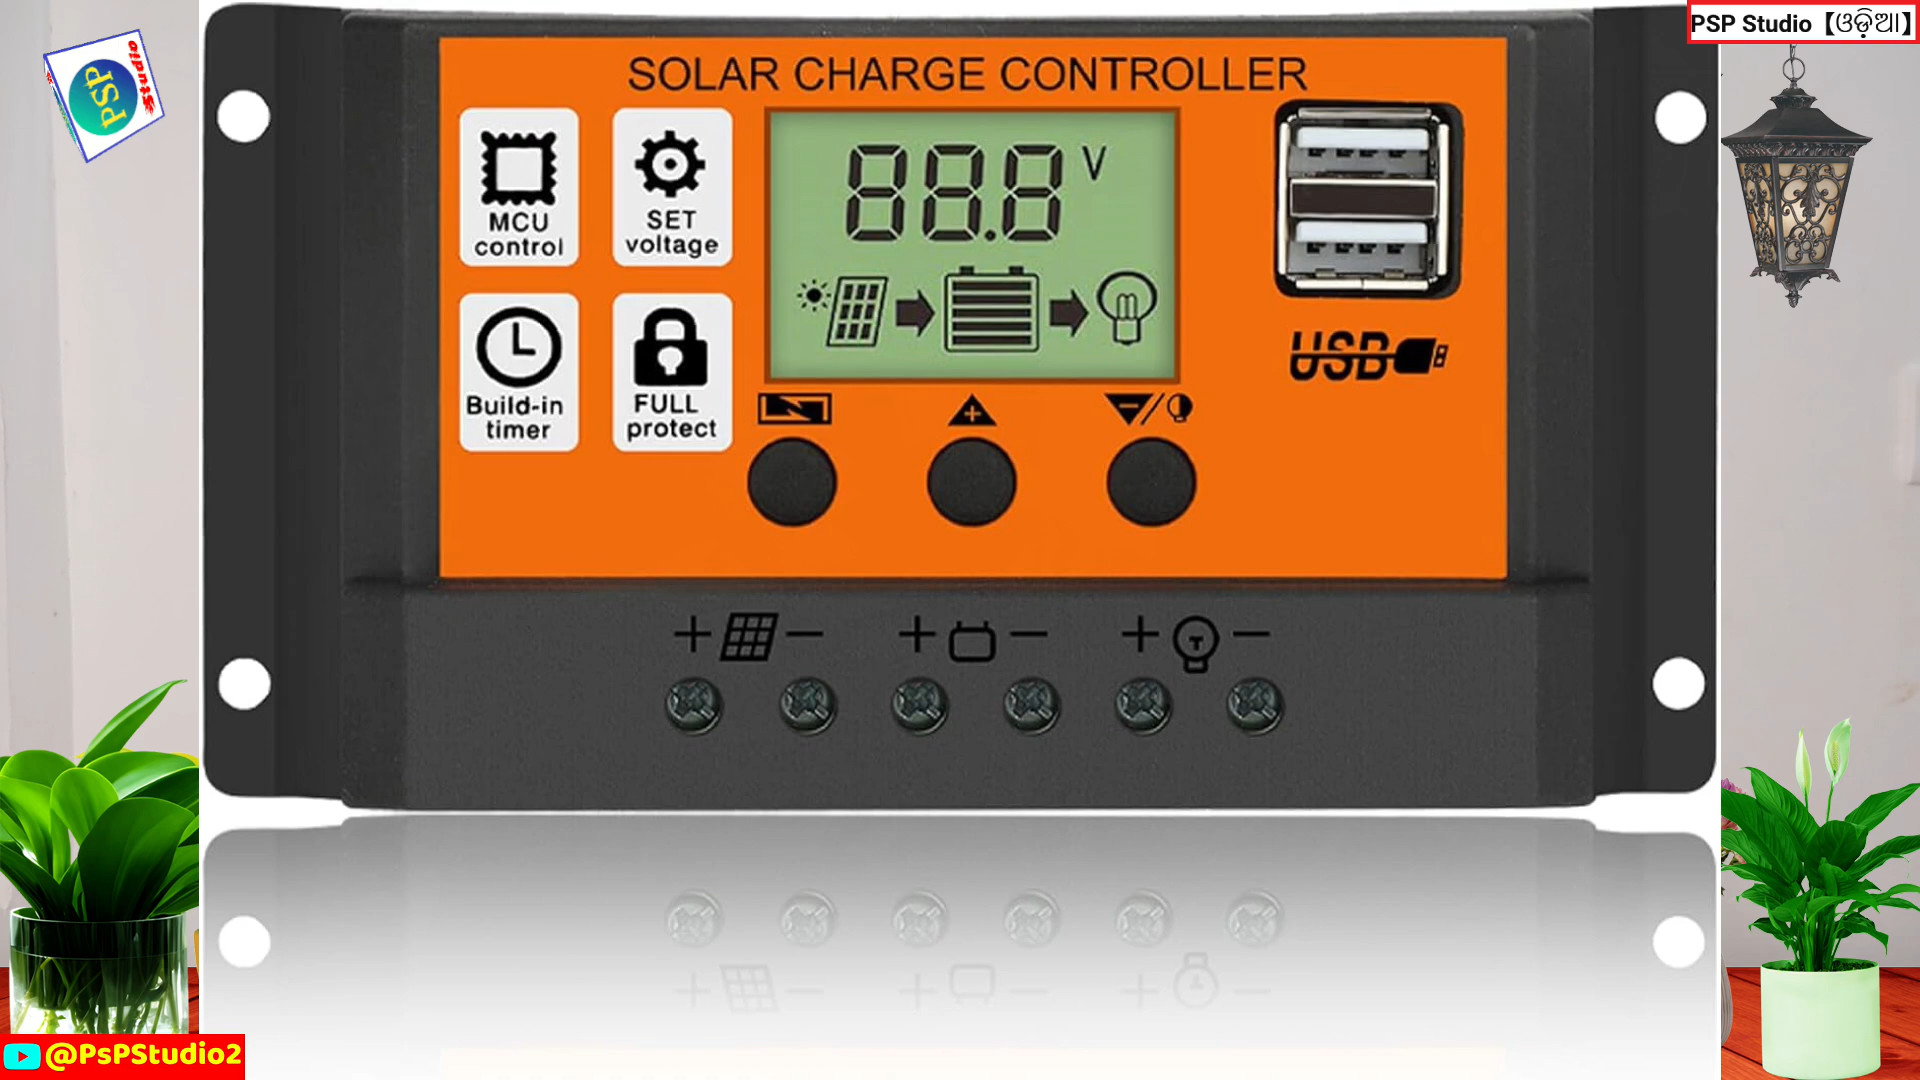 PSP Studio【ଓଡ଼ିଆ】
PSP
Studio
SOLAR CHARGE CONTROLLER
MCU
control
SET
voltage
88.8 V
Build-in
timer
FULL
protect
USB
@PsPStudio2